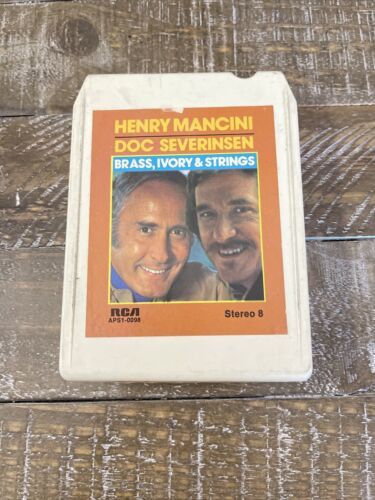 HENRY MANCINI
DOC SEVERINSEN
BRASS, IVORY & STRINGS
RCA
APS1-0098
Stereo 8